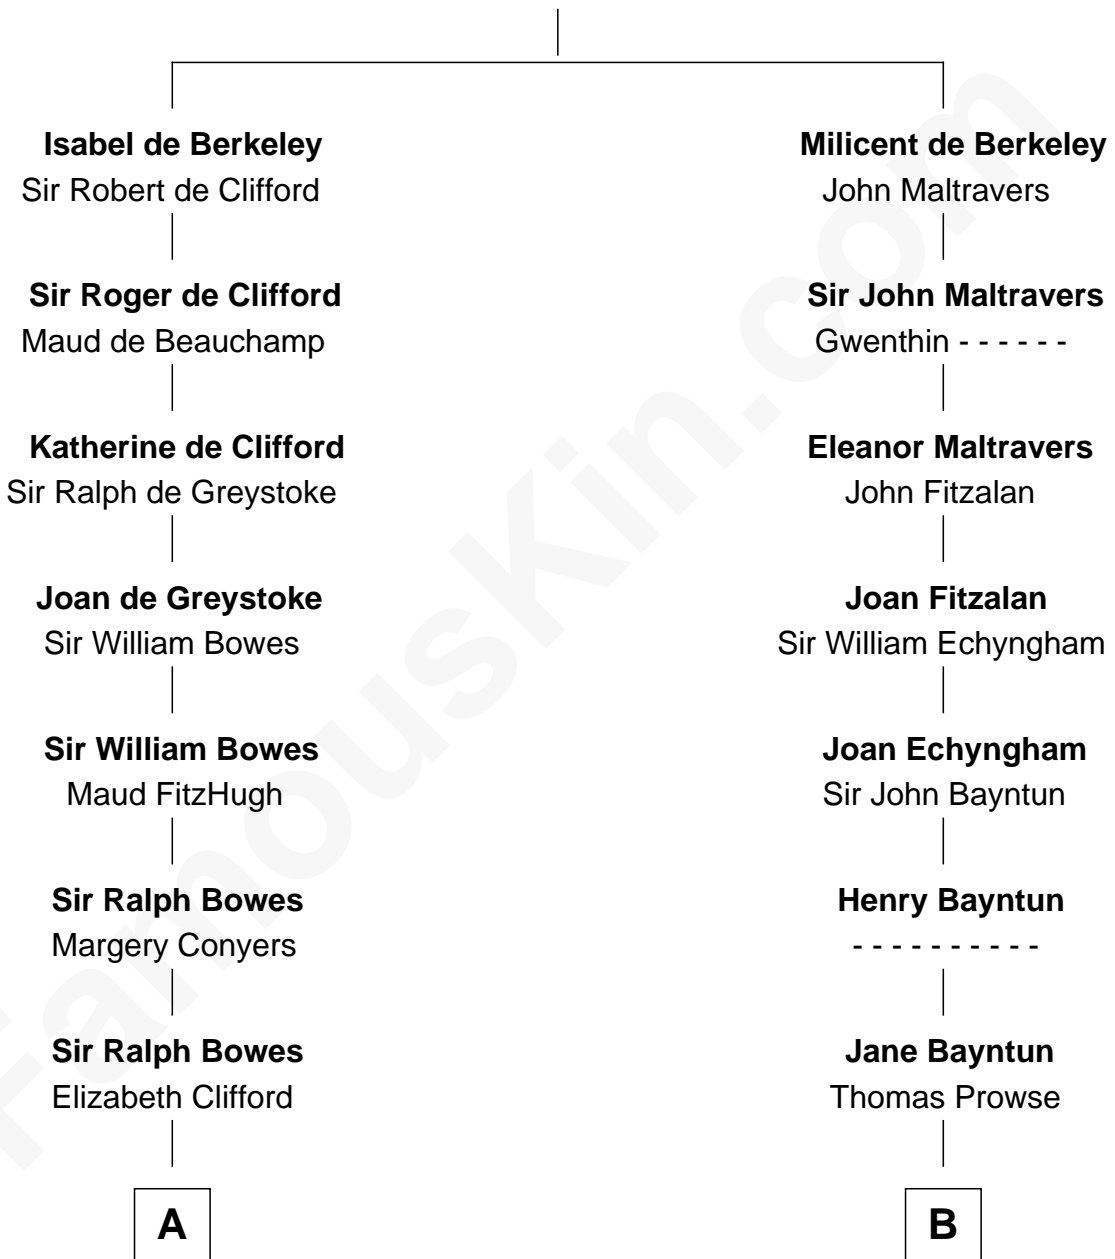 Isabel de Berkeley
Sir Robert de Clifford
Sir Roger de Clifford
Maud de Beauchamp
Katherine de Clifford
Sir Ralph de Greystoke
Joan de Greystoke
Sir William Bowes
Sir William Bowes
Maud FitzHugh
Sir Ralph Bowes
Margery Conyers
Sir Ralph Bowes
Elizabeth Clifford
A
Milicent de Berkeley
John Maltravers
Sir John Maltravers
Gwenthin - - - - - -
Eleanor Maltravers
John Fitzalan
Joan Fitzalan
Sir William Echyngham
Joan Echyngham
Sir John Bayntun
Henry Bayntun
- - - - - - - - - -
Jane Bayntun
Thomas Prowse
B
FamousKin.com